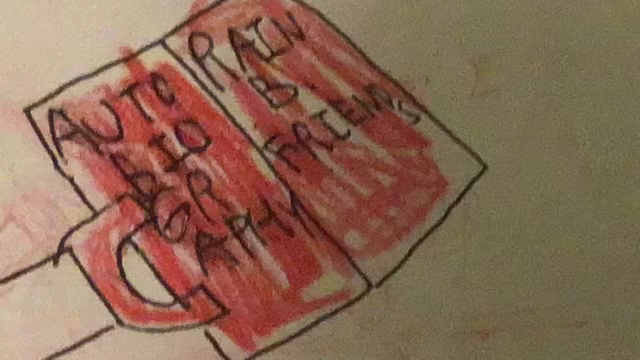 AUTO
BIO
GR
APHY
RAIN
B.
FRIENDS